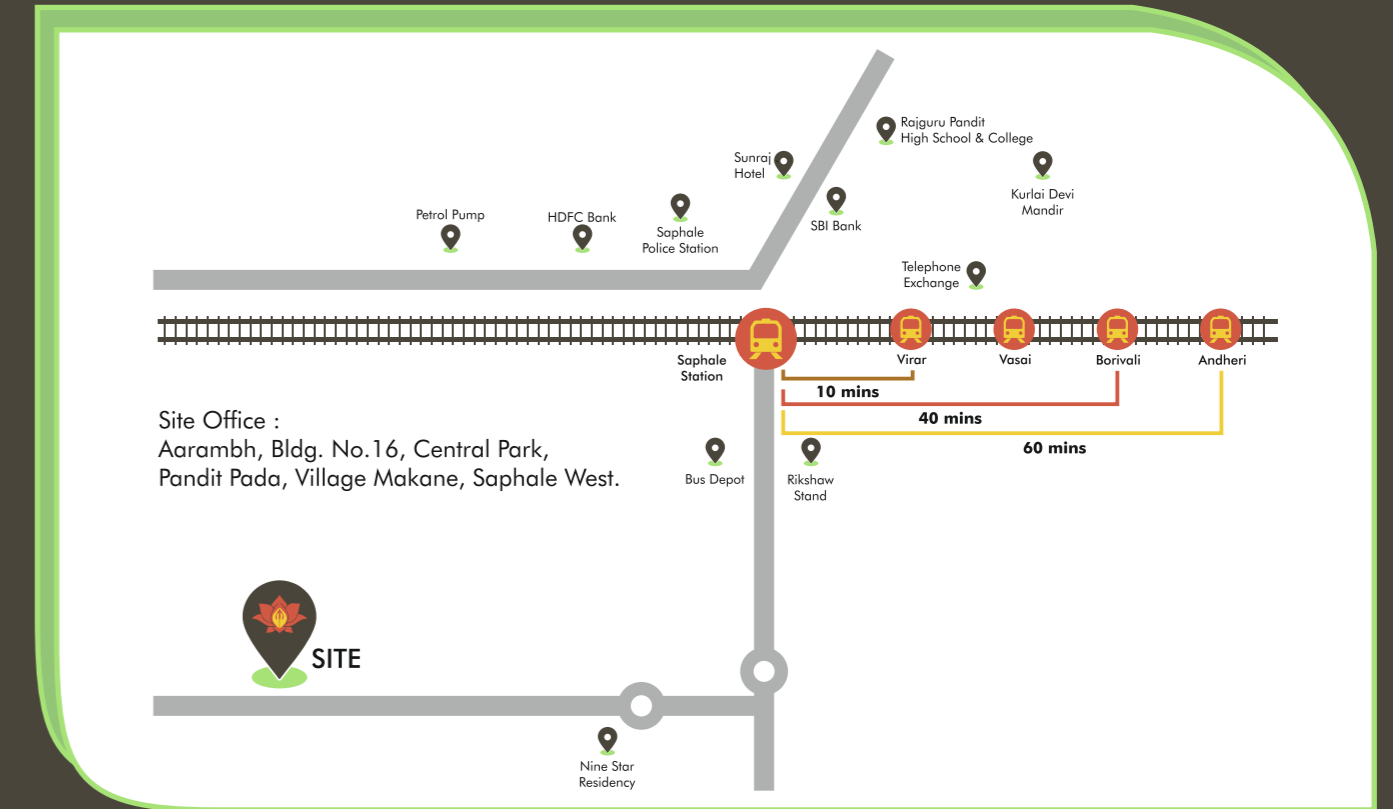 Rajguru Pandit
High School & College
Sunraj
Hotel
Kurlai Devi
Mandir
Petrol Pump
HDFC Bank
Saphale
Police Station
SBI Bank
Telephone
Exchange
Saphale
Station
Virar
Vasai
Borivali
Andheri
10 mins
40 mins
60 mins
Site Office :
Aarambh, Bldg. No.16, Central Park,
Pandit Pada, Village Makane, Saphale West.
Bus Depot
Rikshaw
Stand
SITE
Nine Star
Residency